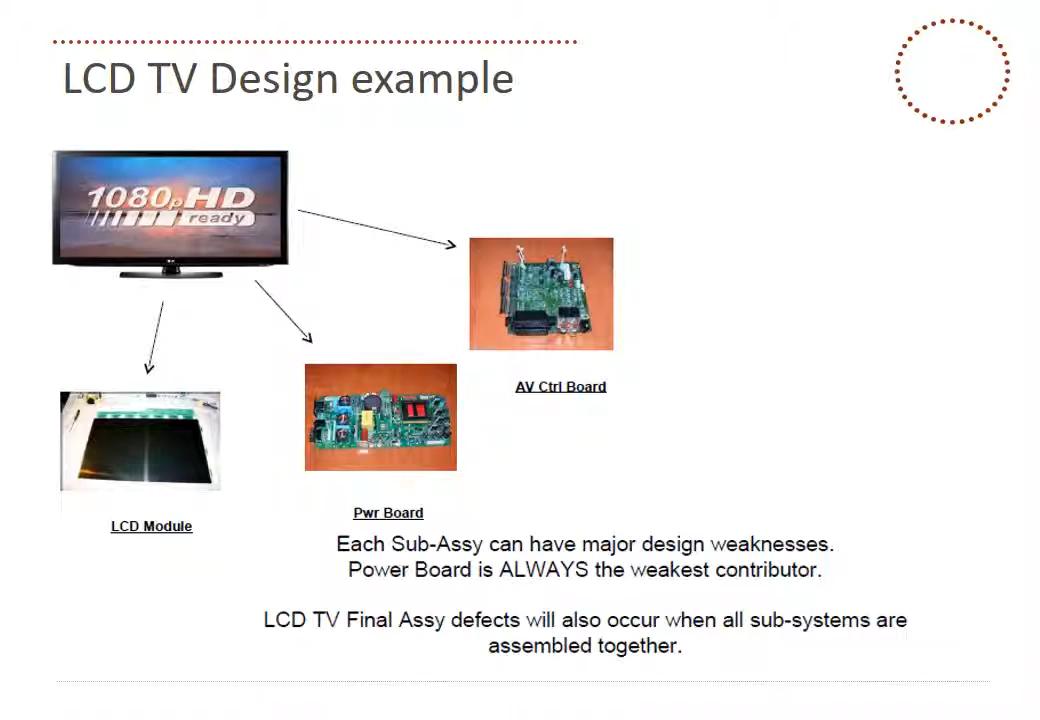 LCD TV Design example
1080pHD
ready
AV Ctrl Board
Pwr Board
LCD Module
Each Sub-Assy can have major design weaknesses.
Power Board is ALWAYS the weakest contributor.
LCD TV Final Assy defects will also occur when all sub-systems are
assembled together.